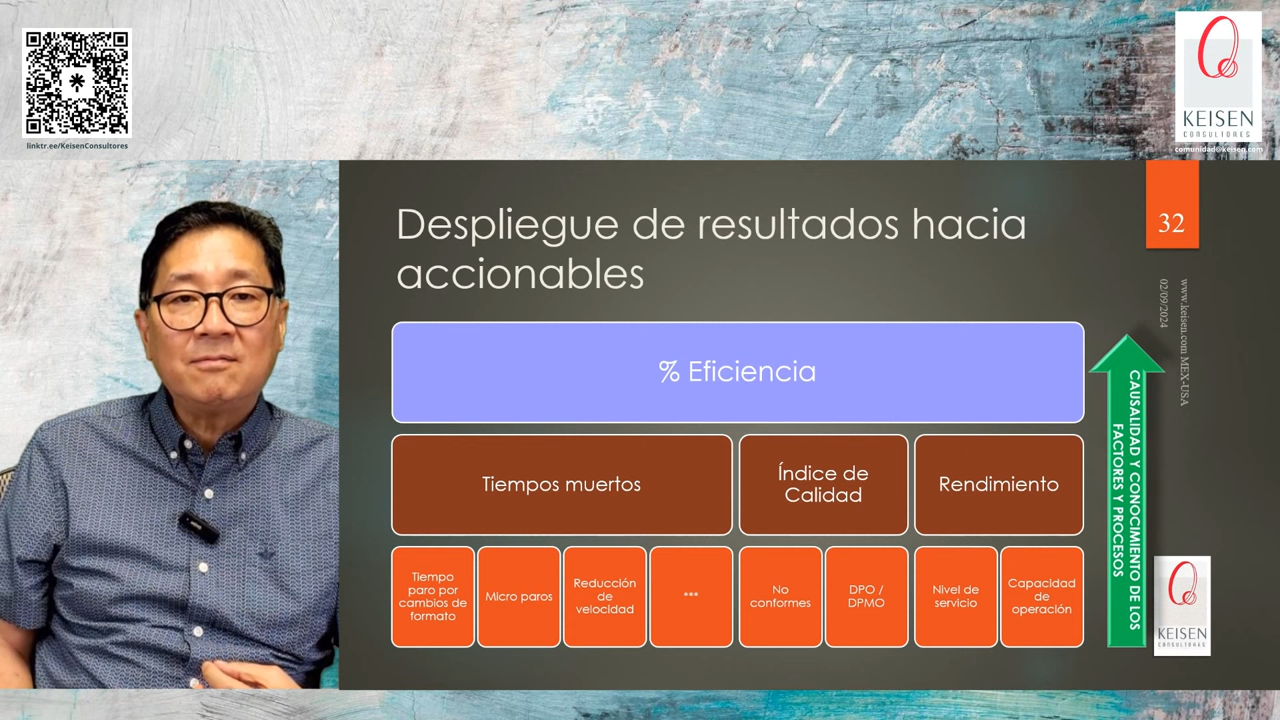 linktr.ee/KeisenConsultores
KEISEN
CONSULTORES
comunidad@keisen.com
Despliegue de resultados hacia
accionables
32
www.keisen.com MEX-USA
02/09/2024
% Eficiencia
Tiempos muertos
Índice de
Calidad
Rendimiento
Tiempo
paro por
cambios de
formato
Micro paros
Reducción
de
velocidad
...
No
conformes
DPO /
DPMO
Nivel de
servicio
Capacidad
de
operación
CAUSALIDAD Y CONOCIMIENTO DE LOS
FACTORES Y PROCESOS
KEISEN
CONSULTORES